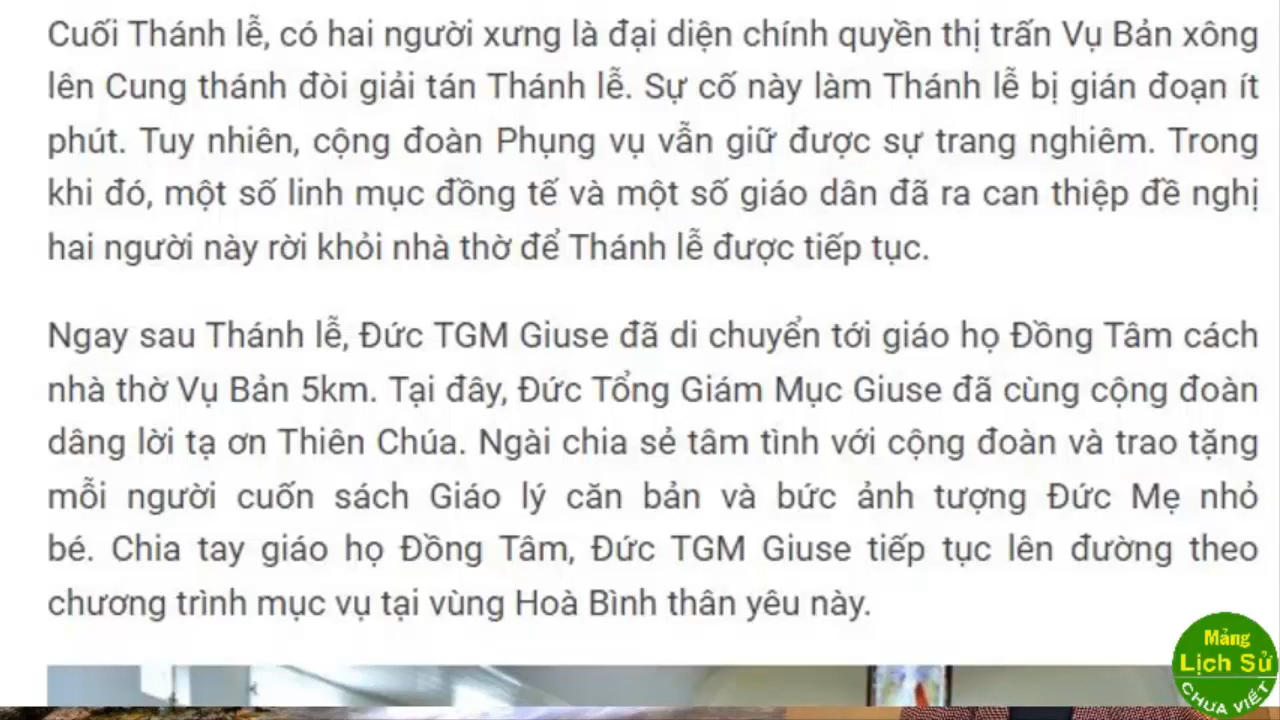 Cuối Thánh lễ, có hai người xưng là đại diện chính quyền thị trấn Vụ Bản xông
lên Cung thánh đòi giải tán Thánh lễ. Sự cố này làm Thánh lễ bị gián đoạn ít
phút. Tuy nhiên, cộng đoàn Phụng vụ vẫn giữ được sự trang nghiêm. Trong
khi đó, một số linh mục đồng tế và một số giáo dân đã ra can thiệp đề nghị
hai người này rời khỏi nhà thờ để Thánh lễ được tiếp tục.
Ngay sau Thánh lễ, Đức TGM Giuse đã di chuyển tới giáo họ Đồng Tâm cách
nhà thờ Vụ Bản 5km. Tại đây, Đức Tổng Giám Mục Giuse đã cùng cộng đoàn
dâng lời tạ ơn Thiên Chúa. Ngài chia sẻ tâm tình với cộng đoàn và trao tặng
mỗi người cuốn sách Giáo lý căn bản và bức ảnh tượng Đức Mẹ nhỏ
bé. Chia tay giáo họ Đồng Tâm, Đức TGM Giuse tiếp tục lên đường theo
chương trình mục vụ tại vùng Hoà Bình thân yêu này.
Mảng
Lịch Sử
CHƯA VIẾT